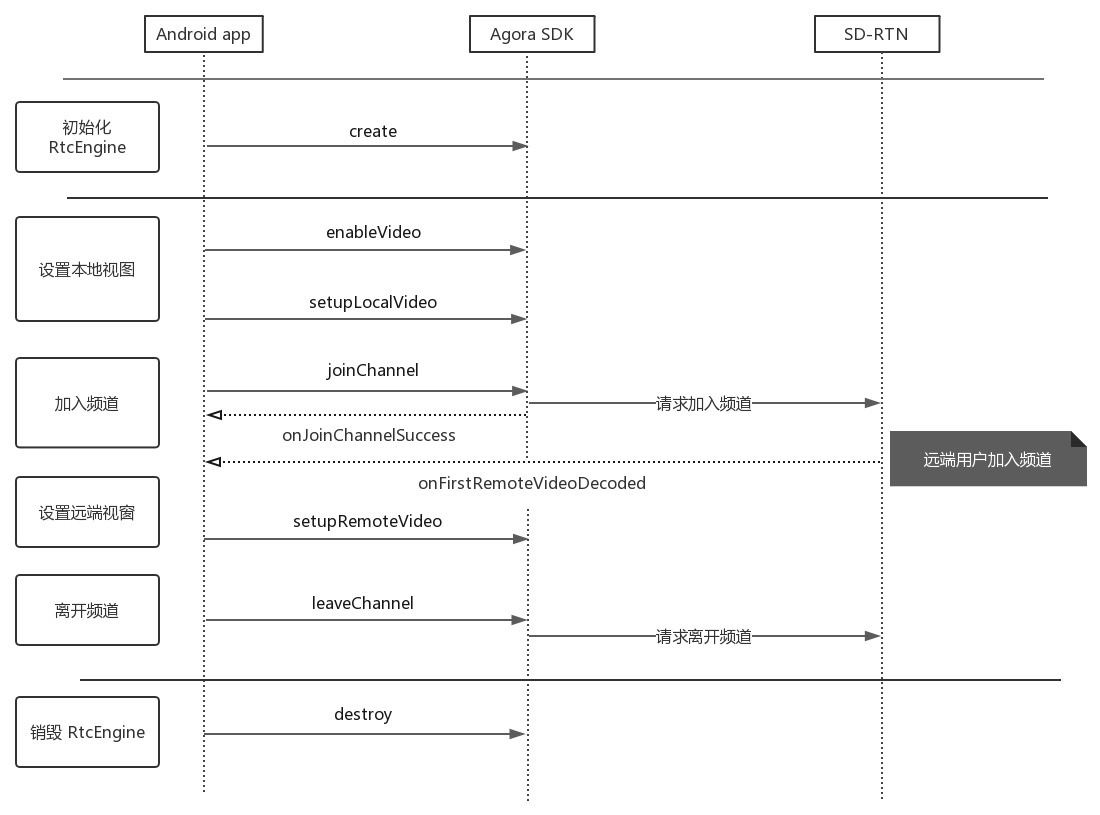 Android app
Agora SDK
SD-RTN
初始化
RtcEngine
create
设置本地视图
enableVideo
setupLocalVideo
加入频道
joinChannel
请求加入频道
onJoinChannelSuccess
远端用户加入频道
onFirstRemoteVideoDecoded
设置远端视窗
setupRemoteVideo
离开频道
leaveChannel
请求离开频道
销毁 RtcEngine
destroy